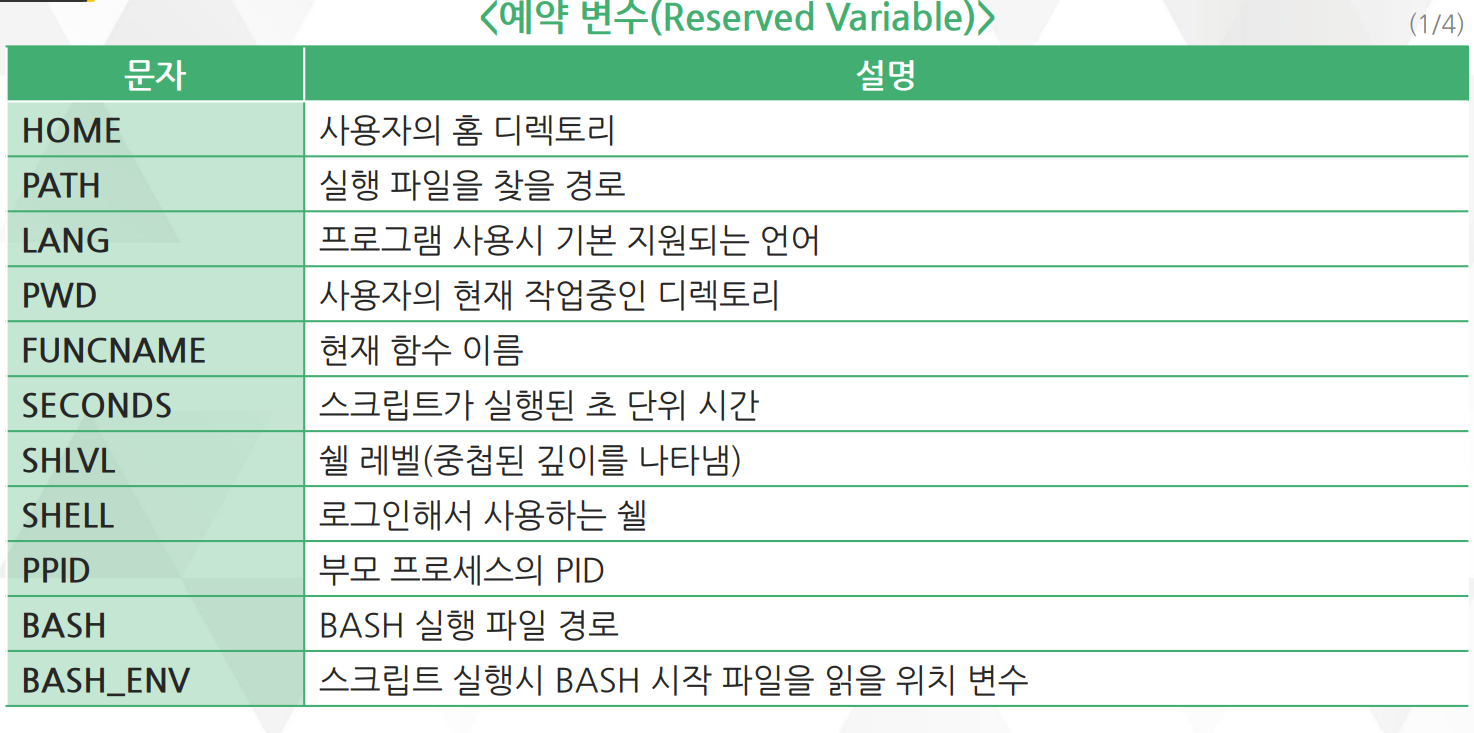 <예약 변수(Reserved Variable)>
(1/4)
문자 설명
HOME 사용자의 홈 디렉토리
PATH 실행 파일을 찾을 경로
LANG 프로그램 사용시 기본 지원되는 언어
PWD 사용자의 현재 작업중인 디렉토리
FUNCNAME 현재 함수 이름
SECONDS 스크립트가 실행된 초 단위 시간
SHLVL 쉘 레벨(중첩된 깊이를 나타냄)
SHELL 로그인해서 사용하는 쉘
PPID 부모 프로세스의 PID
BASH BASH 실행 파일 경로
BASH_ENV 스크립트 실행시 BASH 시작 파일을 읽을 위치 변수